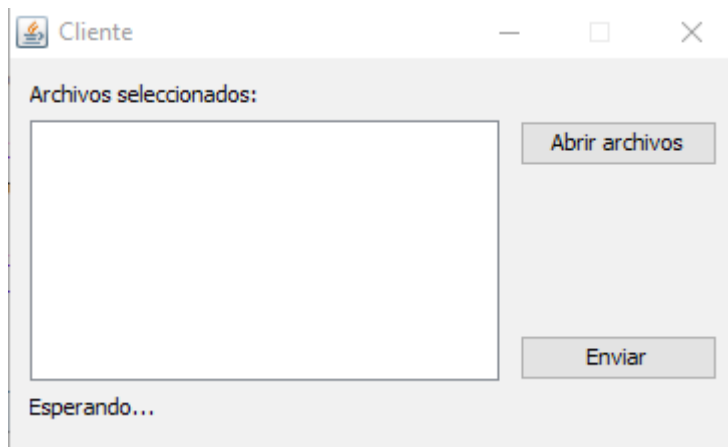 Cliente
Archivos seleccionados:
Abrir archivos
Enviar
Esperando...